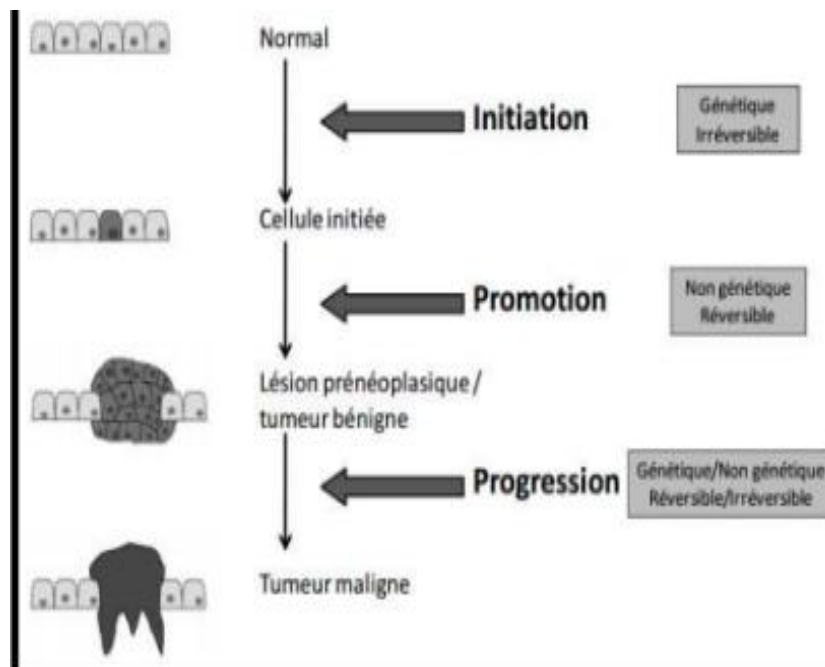 Normal
Initiation
Génétique
Irréversible
Cellule initiée
Promotion
Non génétique
Réversible
Lésion prénéoplasique /
tumeur bénigne
Progression
Génétique/Non génétique
Réversible/Irréversible
Tumeur maligne